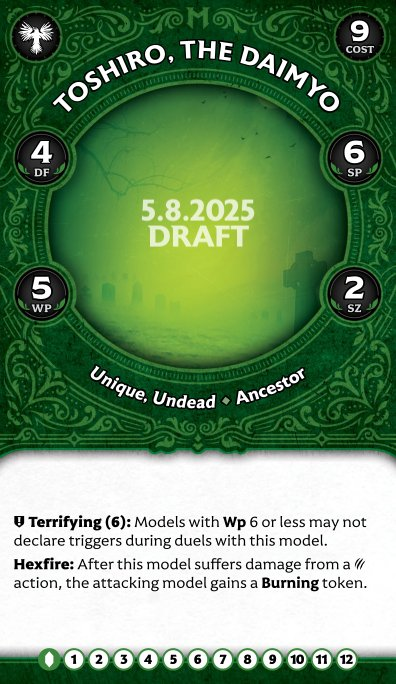 TOSHIRO, THE DAIMYO
9
COST
4
DF
6
SP
5.8.2025
DRAFT
5
WP
2
SZ
Unique, Undead ◆ Ancestor
Terrifying (6): Models with Wp 6 or less may not
declare triggers during duels with this model.
Hexfire: After this model suffers damage from a
action, the attacking model gains a Burning token.
1 2 3 4 5 6 7 8 9 10 11 12